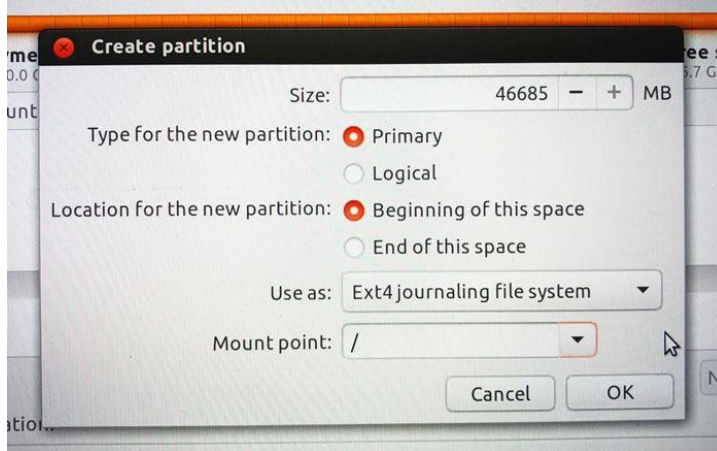 Create partition
Size: 46685 − + MB
Type for the new partition: Primary
Logical
Location for the new partition: Beginning of this space
End of this space
Use as: Ext4 journaling file system
Mount point: /
Cancel OK